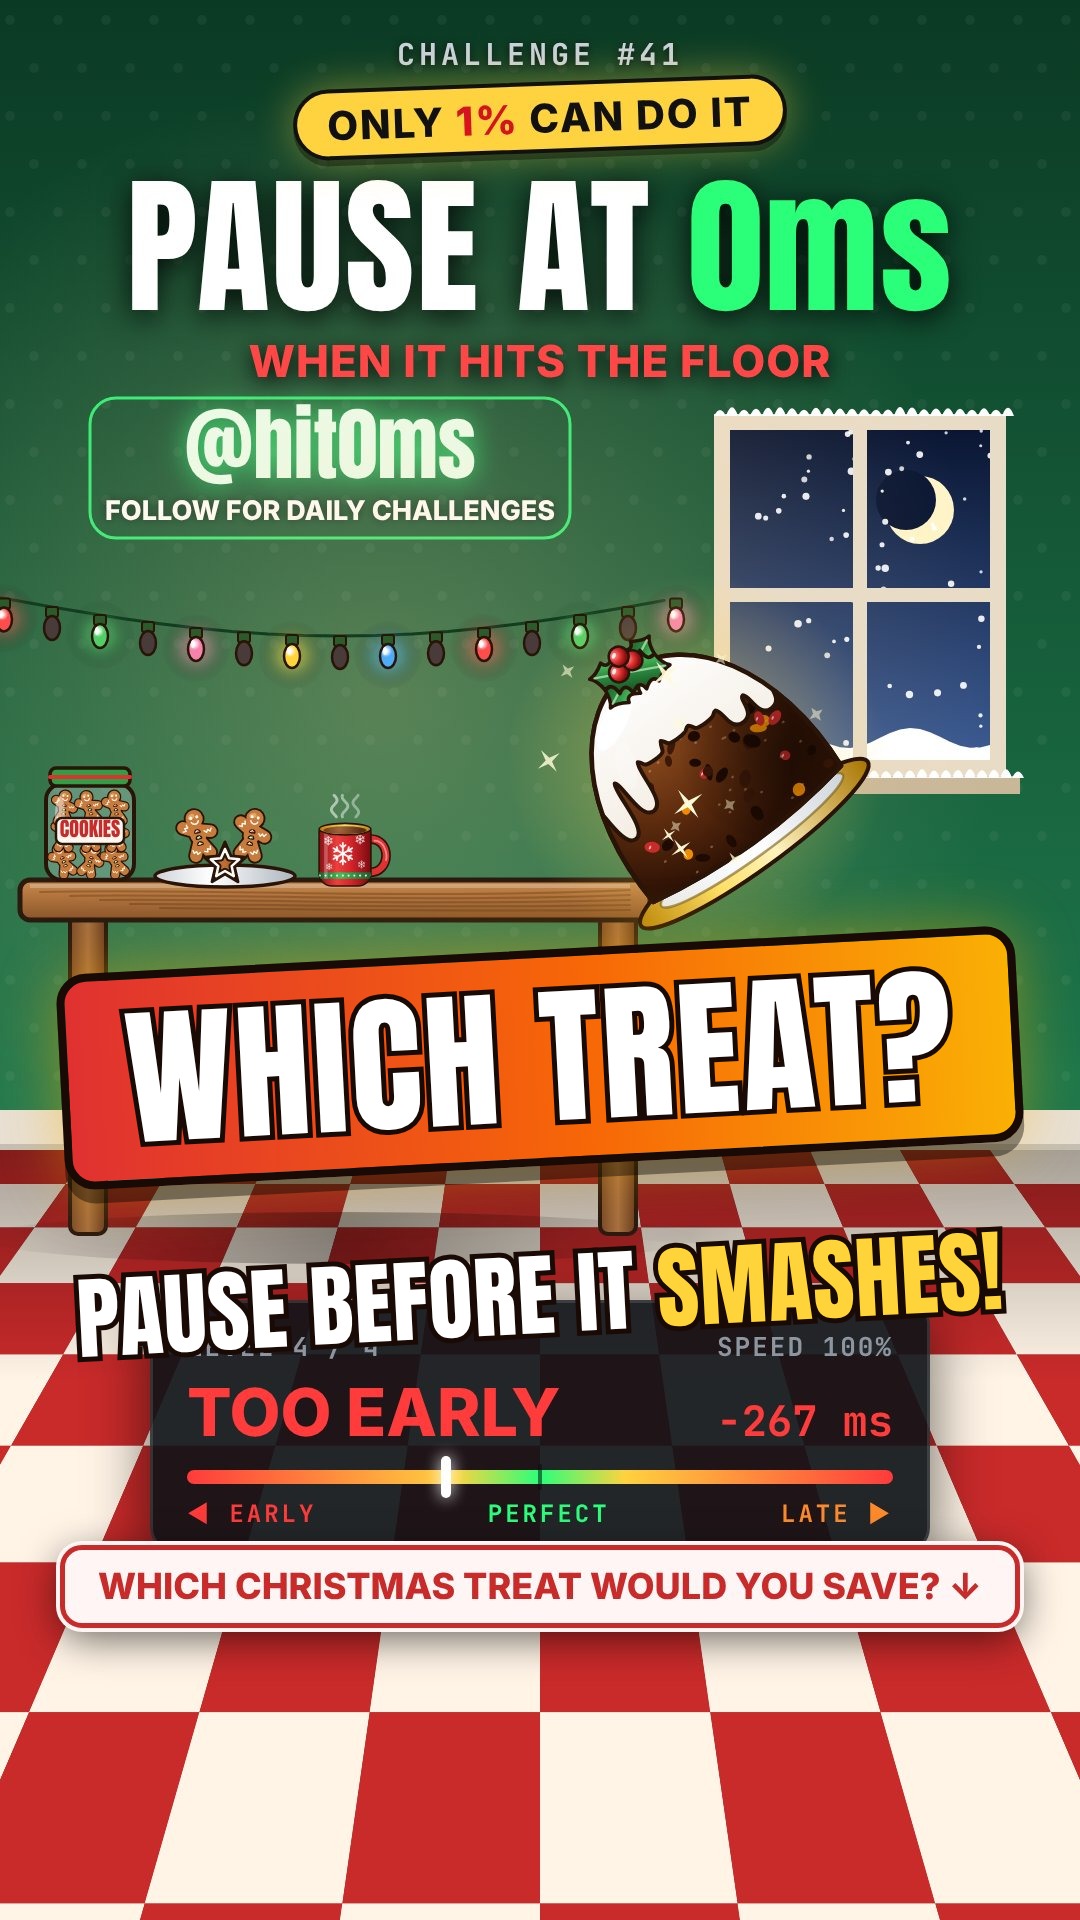 CHALLENGE #41
ONLY 1% CAN DO IT
PAUSE AT 0ms
WHEN IT HITS THE FLOOR
@hit0ms
FOLLOW FOR DAILY CHALLENGES
COOKIES
WHICH TREAT?
PAUSE BEFORE IT SMASHES!
SPEED 100%
TOO EARLY
-267 ms
◀ EARLY
PERFECT
LATE ▶
WHICH CHRISTMAS TREAT WOULD YOU SAVE? ↓